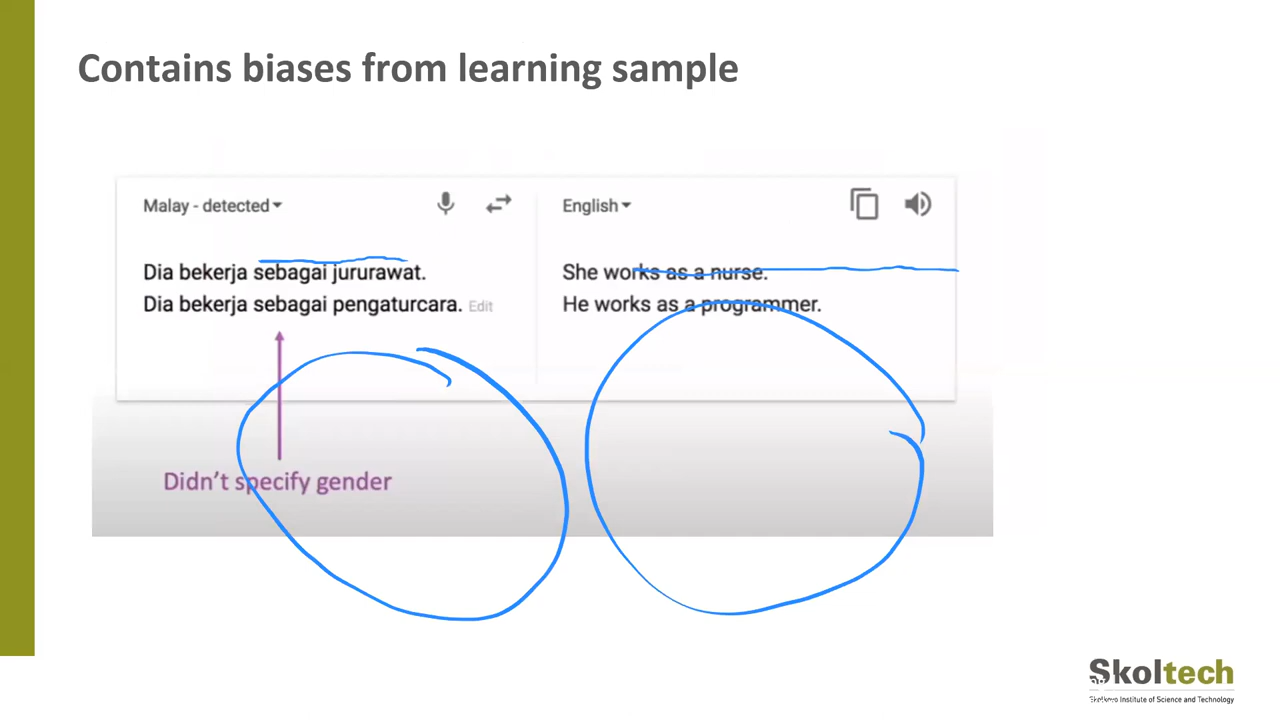 Contains biases from learning sample
Malay - detected
English
Dia bekerja sebagai jururawat.
Dia bekerja sebagai pengaturcara. Edit
She works as a nurse.
He works as a programmer.
Didn't specify gender
Skoltech
Skolkovo Institute of Science and Technology